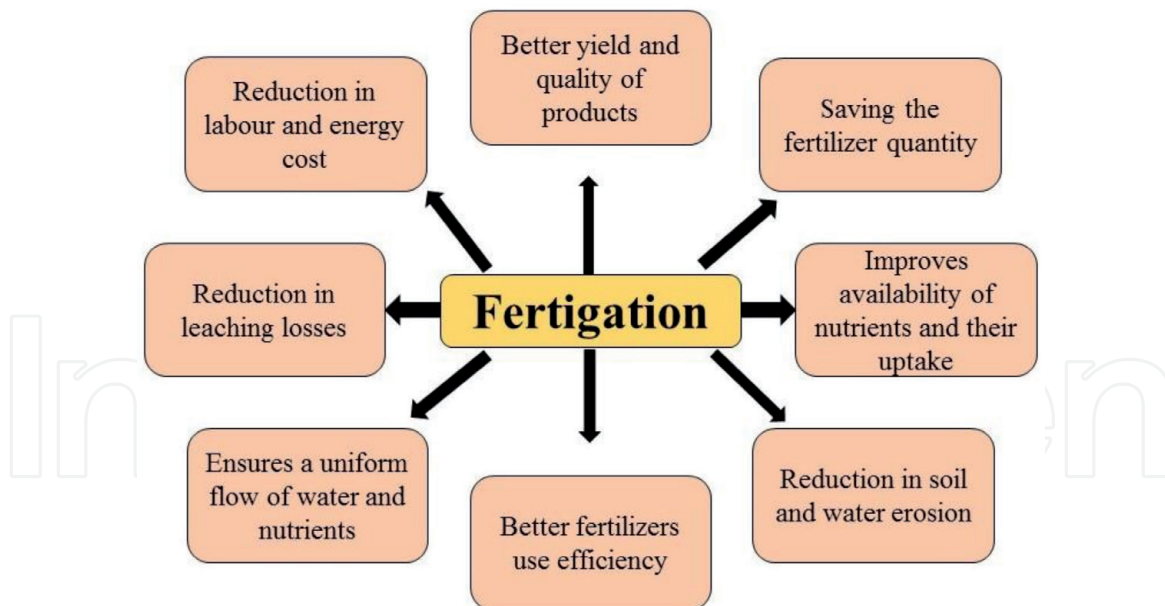 Better yield and
quality of
products
Reduction in
labour and energy
cost
Saving the
fertilizer quantity
Reduction in
leaching losses
Fertigation
Improves
availability of
nutrients and their
uptake
Ensures a uniform
flow of water and
nutrients
Better fertilizers
use efficiency
Reduction in soil
and water erosion